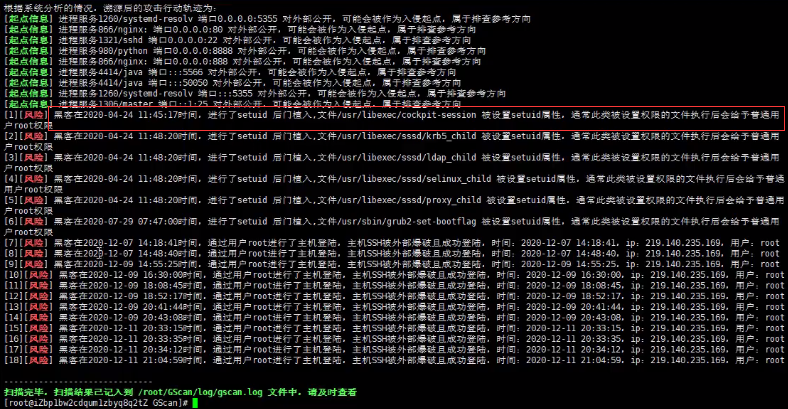 根据系统分析的情况，溯源后的攻击行动轨迹为：
[起点信息] 进程服务1260/systemd-resolv 端口0.0.0.0:5355 对外部公开，可能会被作为入侵起点，属于排查参考方向
[起点信息] 进程服务866/nginx: 端口0.0.0.0:80 对外部公开，可能会被作为入侵起点，属于排查参考方向
[起点信息] 进程服务1321/sshd 端口0.0.0.0:22 对外部公开，可能会被作为入侵起点，属于排查参考方向
[起点信息] 进程服务980/python 端口0.0.0.0:8888 对外部公开，可能会被作为入侵起点，属于排查参考方向
[起点信息] 进程服务866/nginx: 端口0.0.0.0:888 对外部公开，可能会被作为入侵起点，属于排查参考方向
[起点信息] 进程服务4414/java 端口:::5566 对外部公开，可能会被作为入侵起点，属于排查参考方向
[起点信息] 进程服务4414/java 端口:::50050 对外部公开，可能会被作为入侵起点，属于排查参考方向
[起点信息] 进程服务1260/systemd-resolv 端口:::5355 对外部公开，可能会被作为入侵起点，属于排查参考方向
[起点信息] 进程服务1306/master 端口::1:25 对外部公开，可能会被作为入侵起点，属于排查参考方向
[1][风险] 黑客在2020-04-24 11:45:17时间，进行了setuid 后门植入,文件/usr/libexec/cockpit-session 被设置setuid属性，通常此类被设置权限的文件执行后会给予普通用
户root权限
[2][风险] 黑客在2020-04-24 11:48:20时间，进行了setuid 后门植入,文件/usr/libexec/sssd/krb5_child 被设置setuid属性，通常此类被设置权限的文件执行后会给予普通用
户root权限
[3][风险] 黑客在2020-04-24 11:48:20时间，进行了setuid 后门植入,文件/usr/libexec/sssd/ldap_child 被设置setuid属性，通常此类被设置权限的文件执行后会给予普通用
户root权限
[4][风险] 黑客在2020-04-24 11:48:20时间，进行了setuid 后门植入,文件/usr/libexec/sssd/selinux_child 被设置setuid属性，通常此类被设置权限的文件执行后会给予普通
用户root权限
[5][风险] 黑客在2020-04-24 11:48:20时间，进行了setuid 后门植入,文件/usr/libexec/sssd/proxy_child 被设置setuid属性，通常此类被设置权限的文件执行后会给予普通用
户root权限
[6][风险] 黑客在2020-07-29 07:47:00时间，进行了setuid 后门植入,文件/usr/sbin/grub2-set-bootflag 被设置setuid属性，通常此类被设置权限的文件执行后会给予普通用
户root权限
[7][风险] 黑客在2020-12-07 14:18:41时间，通过用户root进行了主机登陆，主机SSH被外部爆破且成功登陆，时间：2020-12-07 14:18:41，ip：219.140.235.169，用户：root
[8][风险] 黑客在2020-12-07 14:48:40时间，通过用户root进行了主机登陆，主机SSH被外部爆破且成功登陆，时间：2020-12-07 14:48:40，ip：219.140.235.169，用户：root
[9][风险] 黑客在2020-12-09 14:55:25时间，通过用户root进行了主机登陆，主机SSH被外部爆破且成功登陆，时间：2020-12-09 14:55:25，ip：219.140.235.169，用户：root
[10][风险] 黑客在2020-12-09 16:30:00时间，通过用户root进行了主机登陆，主机SSH被外部爆破且成功登陆，时间：2020-12-09 16:30:00，ip：219.140.235.169，用户：root
[11][风险] 黑客在2020-12-09 18:08:45时间，通过用户root进行了主机登陆，主机SSH被外部爆破且成功登陆，时间：2020-12-09 18:08:45，ip：219.140.235.169，用户：root
[12][风险] 黑客在2020-12-09 18:52:17时间，通过用户root进行了主机登陆，主机SSH被外部爆破且成功登陆，时间：2020-12-09 18:52:17，ip：219.140.235.169，用户：root
[13][风险] 黑客在2020-12-09 20:41:44时间，通过用户root进行了主机登陆，主机SSH被外部爆破且成功登陆，时间：2020-12-09 20:41:44，ip：219.140.235.169，用户：root
[14][风险] 黑客在2020-12-09 20:43:08时间，通过用户root进行了主机登陆，主机SSH被外部爆破且成功登陆，时间：2020-12-09 20:43:08，ip：219.140.235.169，用户：root
[15][风险] 黑客在2020-12-11 20:33:15时间，通过用户root进行了主机登陆，主机SSH被外部爆破且成功登陆，时间：2020-12-11 20:33:15，ip：219.140.235.169，用户：root
[16][风险] 黑客在2020-12-11 20:33:35时间，通过用户root进行了主机登陆，主机SSH被外部爆破且成功登陆，时间：2020-12-11 20:33:35，ip：219.140.235.169，用户：root
[17][风险] 黑客在2020-12-11 20:34:12时间，通过用户root进行了主机登陆，主机SSH被外部爆破且成功登陆，时间：2020-12-11 20:34:12，ip：219.140.235.169，用户：root
[18][风险] 黑客在2020-12-11 21:04:59时间，通过用户root进行了主机登陆，主机SSH被外部爆破且成功登陆，时间：2020-12-11 21:04:59，ip：219.140.235.169，用户：root
------------------------------
扫描完毕，扫描结果已记入到 /root/GScan/log/gscan.log 文件中，请及时查看
[root@iZbp1bw2cdqum1zbyq8q2tZ GScan]#